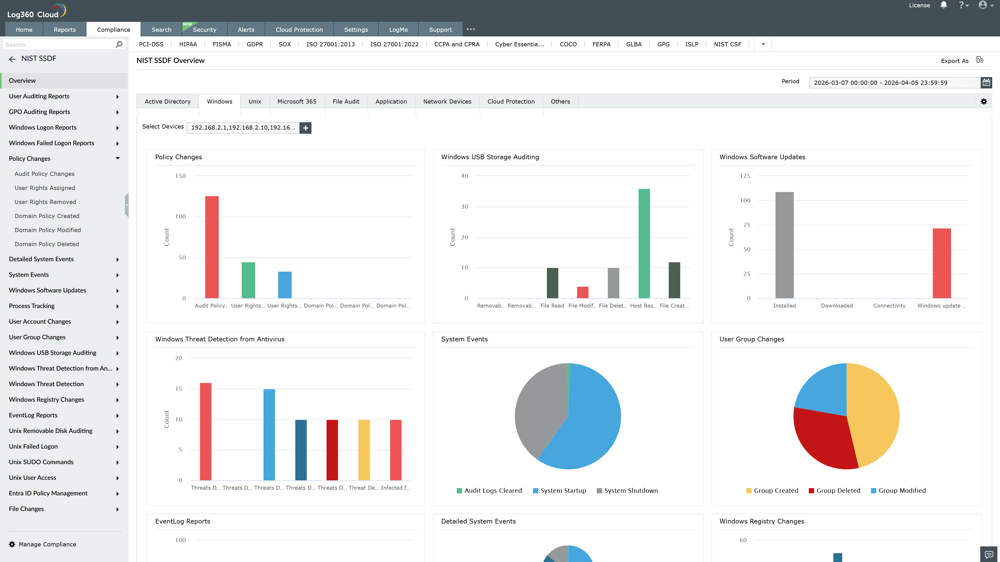 Log360 Cloud
License
?
Home
Reports
Compliance
Search
NEW
Security
Alerts
Cloud Protection
Settings
LogMe
Support
Search
PCI-DSS
HIPAA
FISMA
GDPR
SOX
ISO 27001:2013
ISO 27001:2022
CCPA and CPRA
Cyber Essentia...
COCO
FERPA
GLBA
GPG
ISLP
NIST CSF
NIST SSDF
Overview
User Auditing Reports
GPO Auditing Reports
Windows Logon Reports
Windows Failed Logon Reports
Policy Changes
Audit Policy Changes
User Rights Assigned
User Rights Removed
Domain Policy Created
Domain Policy Modified
Domain Policy Deleted
Detailed System Events
System Events
Windows Software Updates
Process Tracking
User Account Changes
User Group Changes
Windows USB Storage Auditing
Windows Threat Detection from An...
Windows Threat Detection
Windows Registry Changes
EventLog Reports
Unix Removable Disk Auditing
Unix Failed Logon
Unix SUDO Commands
Unix User Access
Entra ID Policy Management
File Changes
Manage Compliance
NIST SSDF Overview
Export As
Period
2026-03-07 00:00:00 - 2026-04-05 23:59:59
Active Directory
Windows
Unix
Microsoft 365
File Audit
Application
Network Devices
Cloud Protection
Others
Select Devices
192.168.2.1,192.168.2.10,192.16...
Policy Changes
150
100
50
0
Count
Audit Policy...
User Rights...
User Rights...
Domain Pol...
Domain Pol...
Domain Pol...
Windows USB Storage Auditing
40
30
20
10
0
Count
Removab...
Removab...
File Read
File Modif...
File Delet...
Host Bas...
File Creat...
Windows Software Updates
125
100
75
50
25
0
Count
Installed
Downloaded
Connectivity
Windows update ...
Windows Threat Detection from Antivirus
20
15
10
5
0
Count
Threats D...
Threats D...
Threats D...
Threats D...
Threats D...
Threat De...
Infected f...
System Events
Audit Logs Cleared
System Startup
System Shutdown
User Group Changes
Group Created
Group Deleted
Group Modified
EventLog Reports
100
Detailed System Events
Windows Registry Changes
60